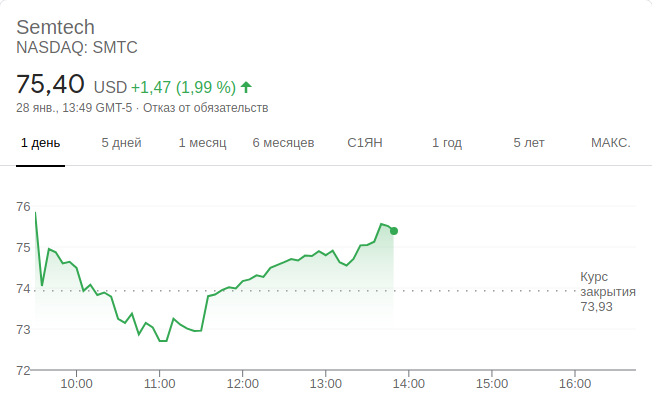 Semtech
NASDAQ: SMTC
75,40 USD +1,47 (1,99 %)
28 янв., 13:49 GMT-5 · Отказ от обязательств
1 день 5 дней 1 месяц 6 месяцев С1ЯН 1 год 5 лет МАКС.
76
75
74
73
72
Курс
закрытия
73,93
10:00 11:00 12:00 13:00 14:00 15:00 16:00